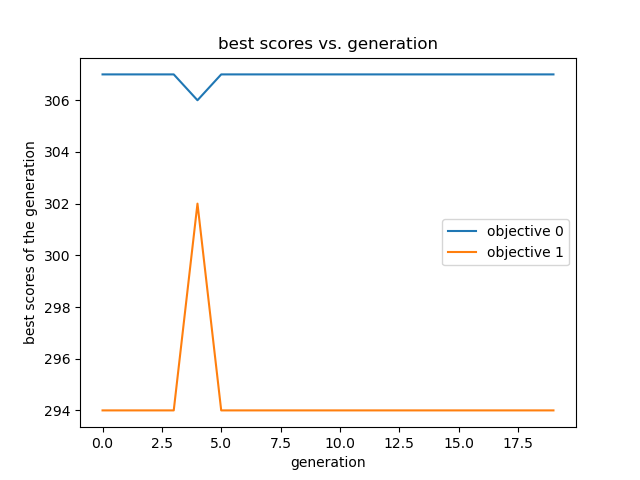 best scores vs. generation
best scores of the generation
306
304
302
300
298
296
294
objective 0
objective 1
0.0 2.5 5.0 7.5 10.0 12.5 15.0 17.5
generation